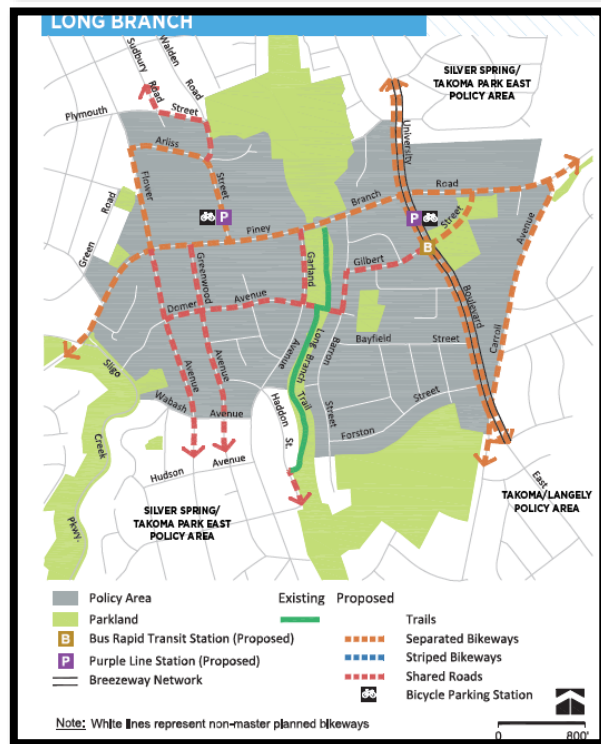 LONG BRANCH
Sudbury
Road
Walden
Road
SILVER SPRING/
TAKOMA PARK EAST
POLICY AREA
Plymouth
Street
University
Arliss
Street
Flower
Road
Green
Piney
Branch
Road
P
P
B
Street
Gilbert
Garland
Greenwood
Domer
Avenue
Avenue
Boulevard
Carroll
Avenue
Long Branch Trail
Barron
Street
Bayfield
Street
Sligo
Creek
Pkwy.
Avenue
Avenue
Wabash
Avenue
Haddon
St.
Street
Forston
Hudson
Avenue
East
SILVER SPRING/
TAKOMA PARK EAST
POLICY AREA
TAKOMA/LANGELY
POLICY AREA
Policy Area
Parkland
B Bus Rapid Transit Station (Proposed)
P Purple Line Station (Proposed)
Breezeway Network
Existing Proposed
Trails
Separated Bikeways
Striped Bikeways
Shared Roads
Bicycle Parking Station
Note: White lines represent non-master planned bikeways
0 800'